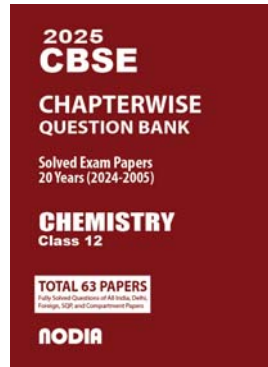 2025
CBSE
CHAPTERWISE
QUESTION BANK
Solved Exam Papers
20 Years (2024-2005)
CHEMISTRY
Class 12
TOTAL 63 PAPERS
Fully Solved Questions of All India, Delhi,
Foreign, SQP, and Compartment Papers
NODIA